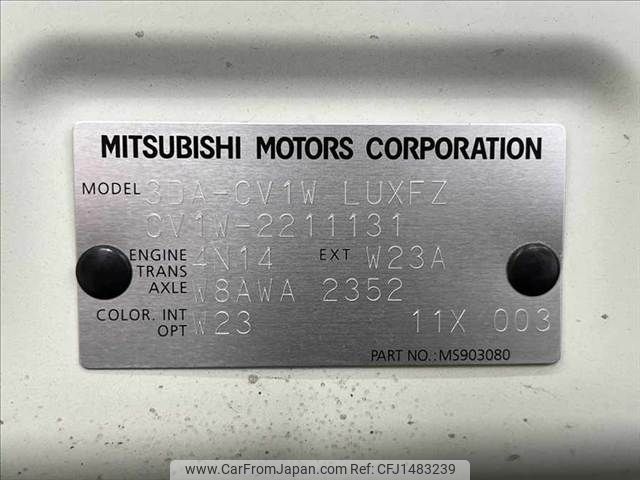 MITSUBISHI MOTORS CORPORATION
MODEL 3DA-CV1W LUXFZ
CV1W-2211131
ENGINE 4N14 EXT W23A
TRANS
AXLE W8AWA 2352
COLOR. INT
OPT W23 11X 003
PART NO.: MS903080
www.CarFromJapan.com Ref No CFJ1483239